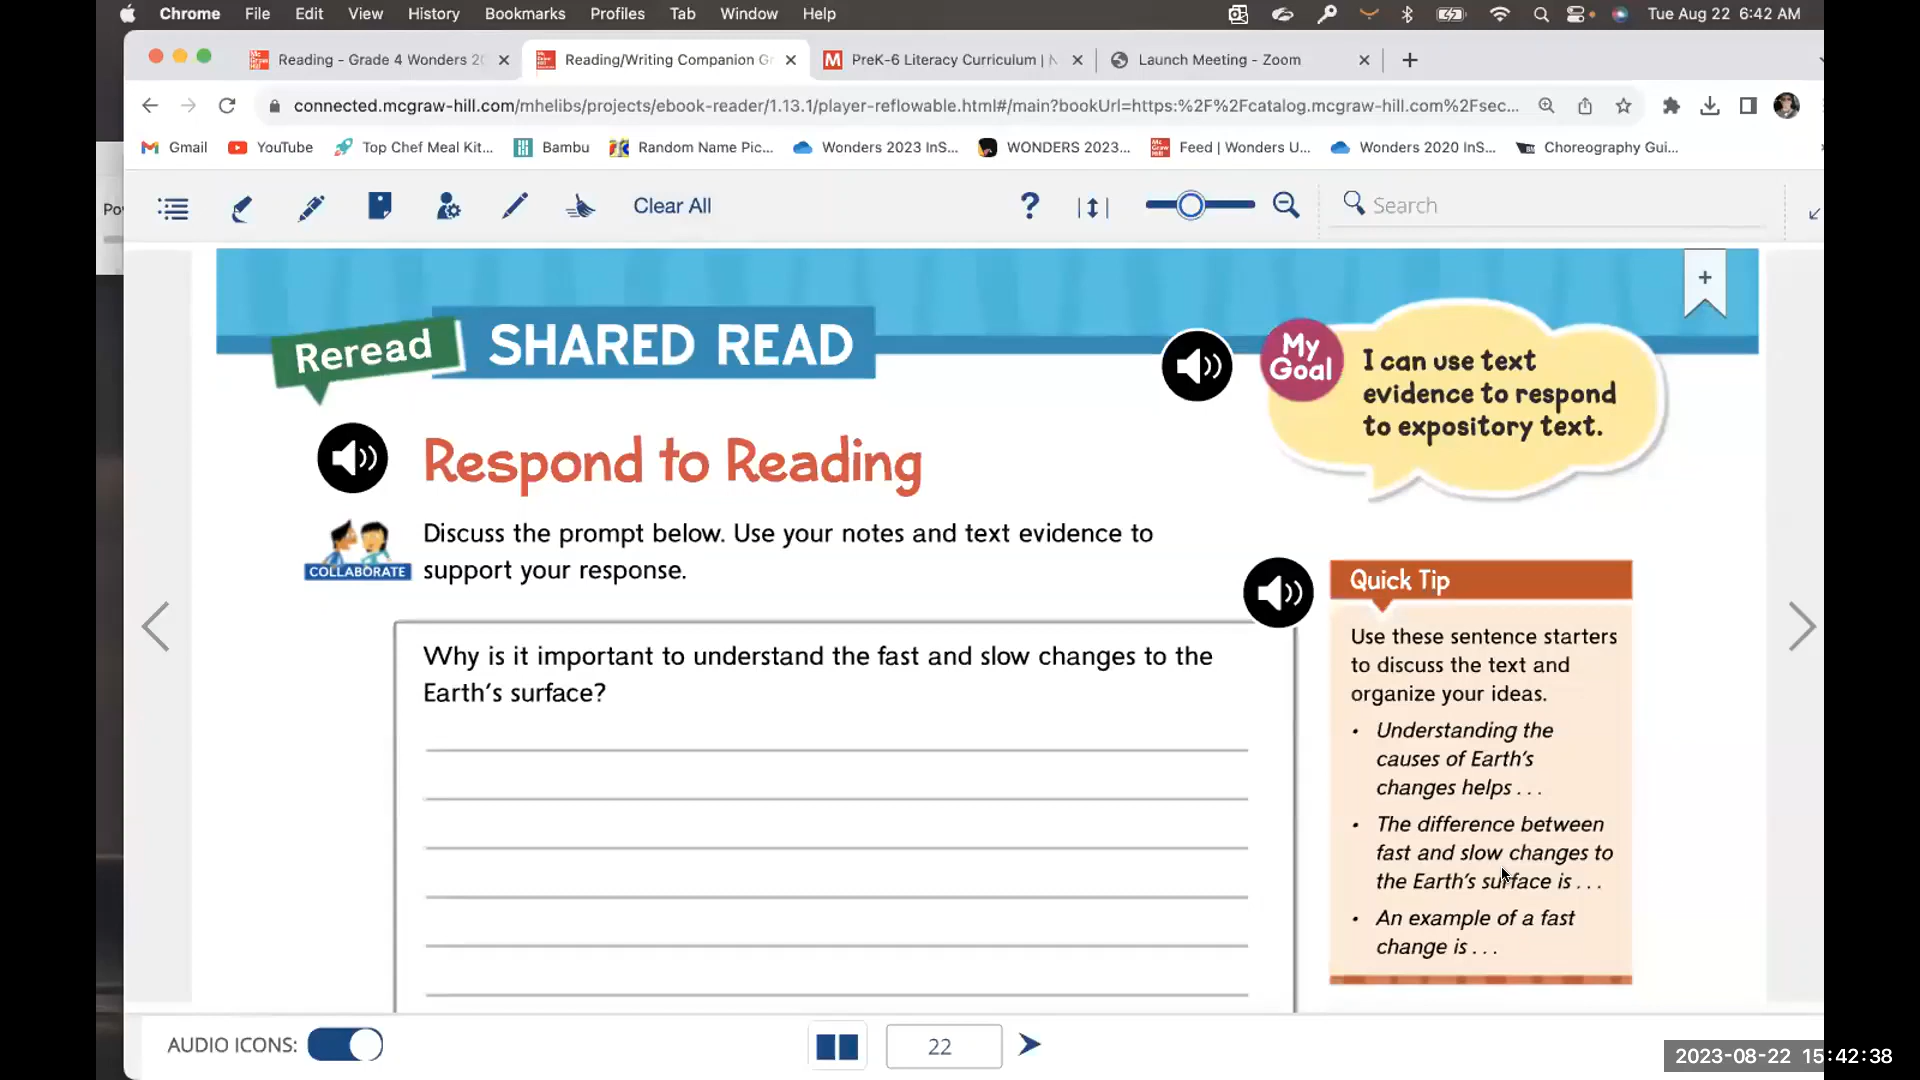 Chrome File Edit View History Bookmarks Profiles Tab Window Help Tue Aug 22 6:42 AM
Reading - Grade 4 Wonders 20 Reading/Writing Companion Gr PreK-6 Literacy Curriculum | N Launch Meeting - Zoom
connected.mcgraw-hill.com/mhelibs/projects/ebook-reader/1.13.1/player-reflowable.html#/main?bookUrl=https:%2F%2Fcatalog.mcgraw-hill.com%2Fsec...
Gmail YouTube Top Chef Meal Kit... Bambu Random Name Pic... Wonders 2023 InS... WONDERS 2023... Feed | Wonders U... Wonders 2020 InS... Choreography Gui...
Clear All ? Search
Reread SHARED READ
My Goal
I can use text
evidence to respond
to expository text.
Respond to Reading
COLLABORATE
Discuss the prompt below. Use your notes and text evidence to
support your response.
Why is it important to understand the fast and slow changes to the
Earth's surface?
Quick Tip
Use these sentence starters
to discuss the text and
organize your ideas.
• Understanding the
causes of Earth's
changes helps . . .
• The difference between
fast and slow changes to
the Earth's surface is . . .
• An example of a fast
change is . . .
AUDIO ICONS: 22
2023-08-22 15:42:38